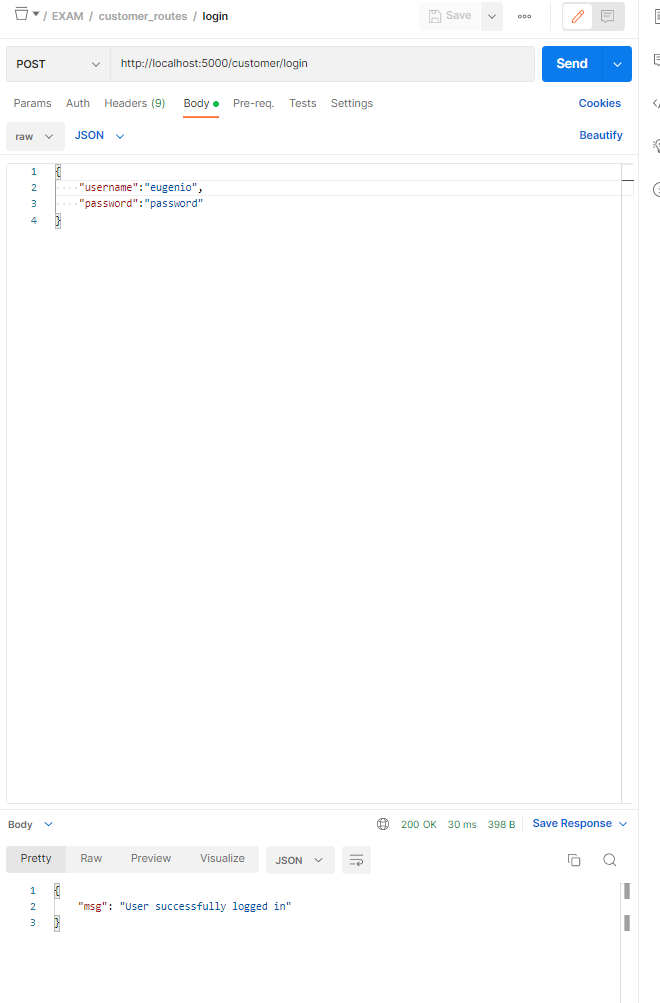 / EXAM / customer_routes / login
Save
POST
http://localhost:5000/customer/login
Send
Params Auth Headers (9) Body Pre-req. Tests Settings Cookies
raw JSON Beautify
1 {
2 "username":"eugenio",
3 "password":"password"
4 }
Body 200 OK 30 ms 398 B Save Response
Pretty Raw Preview Visualize JSON
1 {
2 "msg": "User successfully logged in"
3 }